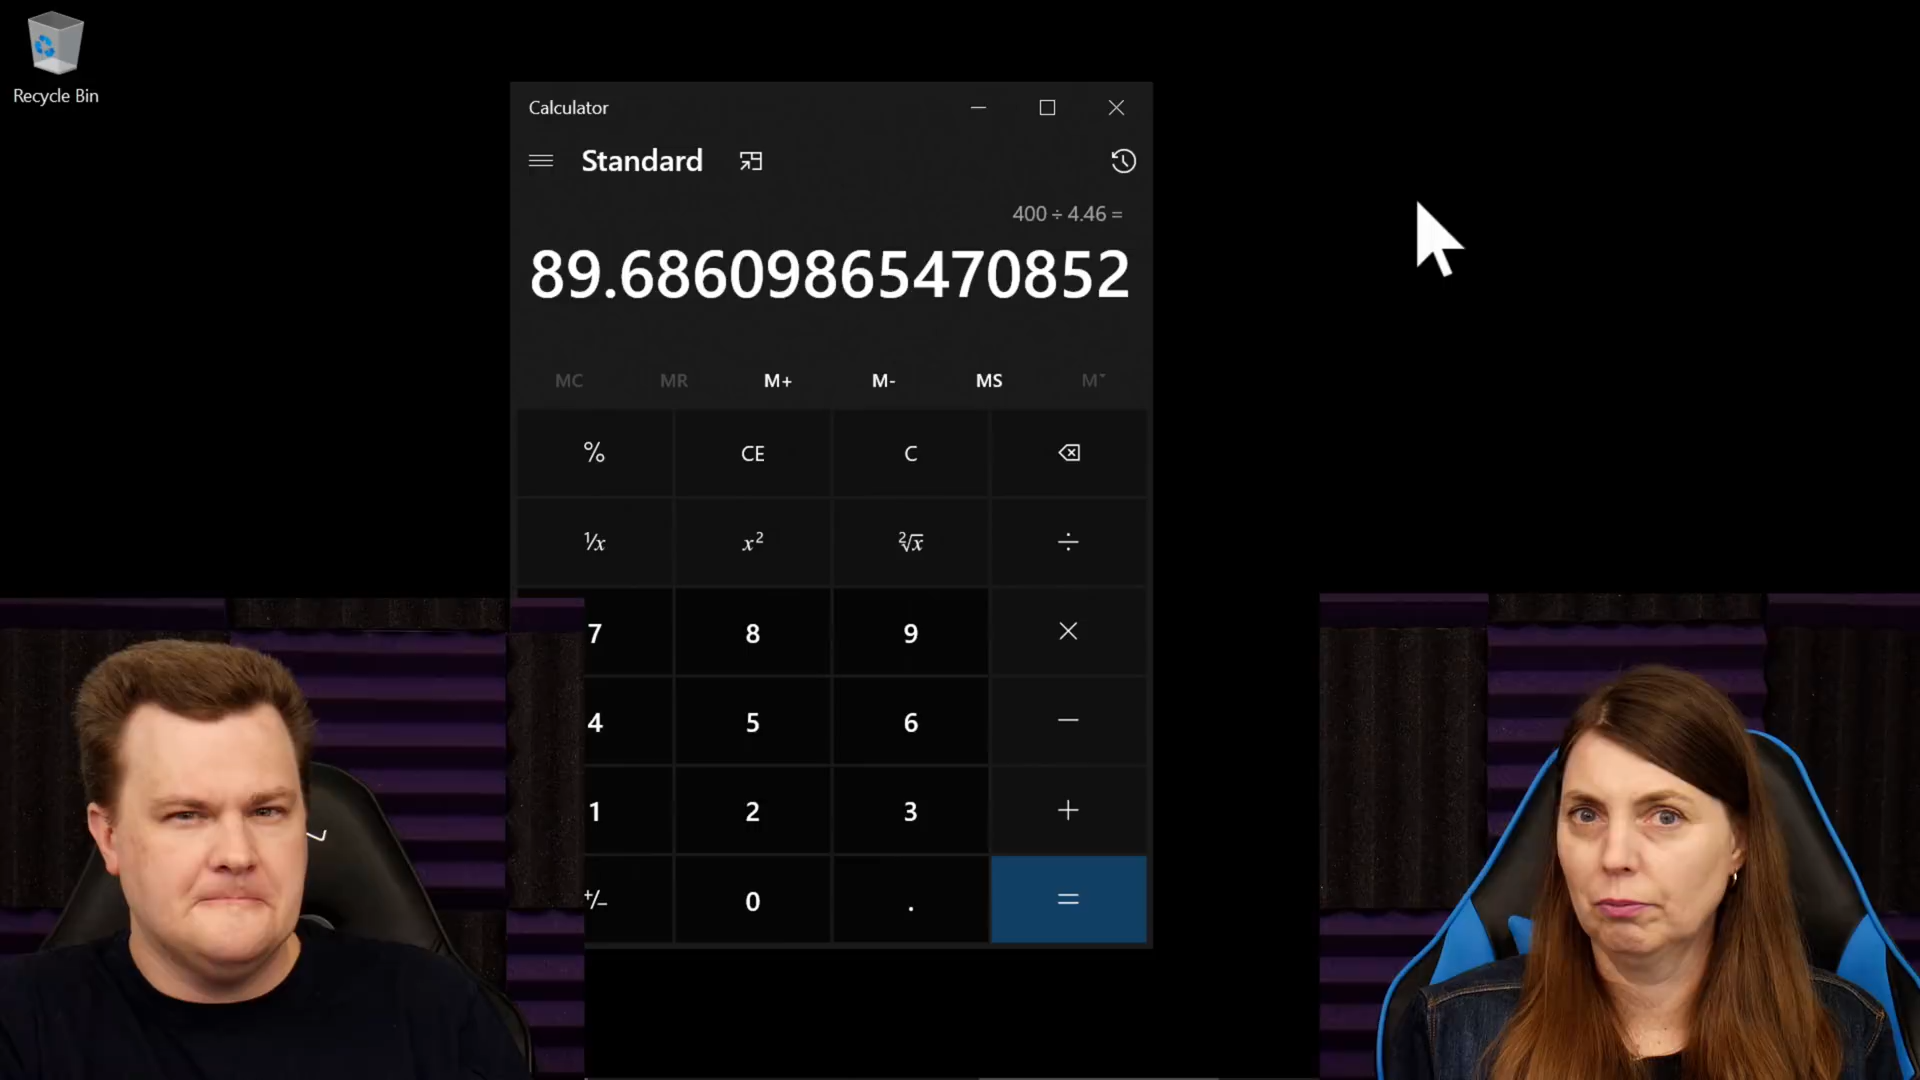 Recycle Bin
Calculator
Standard
400 ÷ 4.46 =
89.68609865470852
MC MR M+ M- MS M˅
% CE C
⅟x x² ²√x ÷
7 8 9 ×
4 5 6 −
1 2 3 +
+/− 0 . =